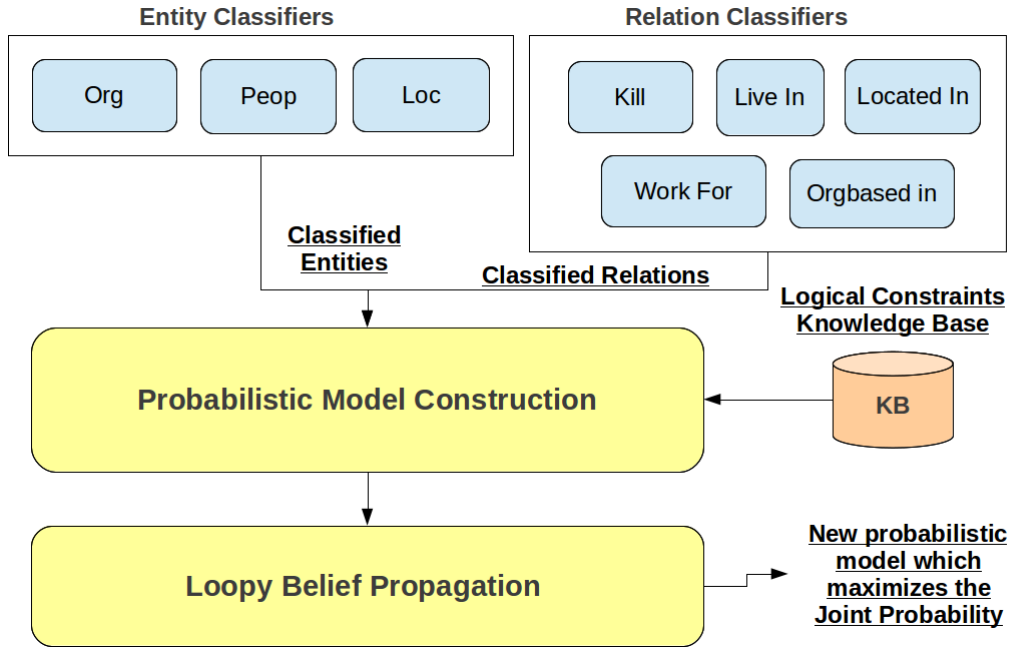 Entity Classifiers
Relation Classifiers
Org
Peop
Loc
Kill
Live In
Located In
Work For
Orgbased in
Classified
Entities
Classified Relations
Logical Constraints
Knowledge Base
Probabilistic Model Construction
KB
Loopy Belief Propagation
New probabilistic
model which
maximizes the
Joint Probability